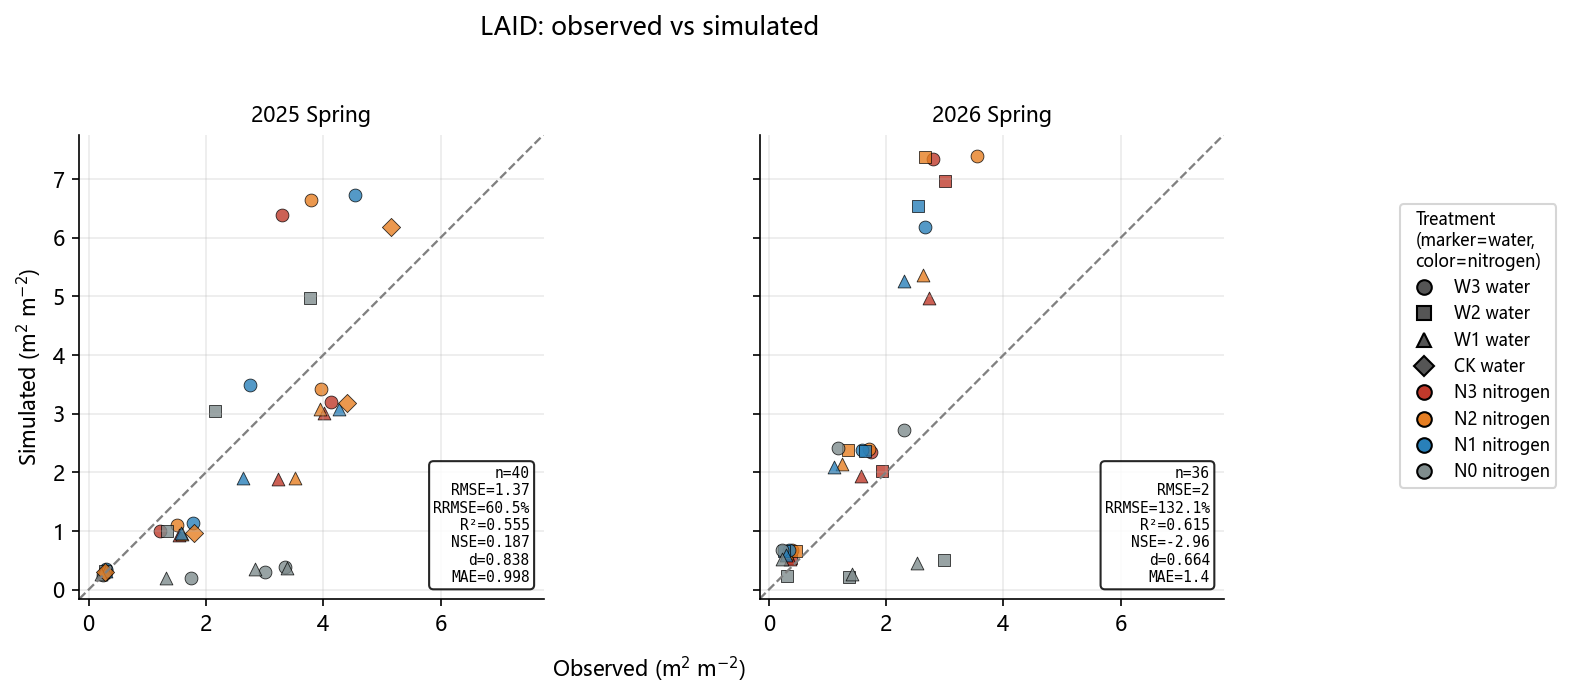 LAID: observed vs simulated
2025 Spring
2026 Spring
Simulated (m² m⁻²)
7
6
5
4
3
2
1
0
0
2
4
6
n=40
RMSE=1.37
RRMSE=60.5%
R²=0.555
NSE=0.187
d=0.838
MAE=0.998
0
2
4
6
n=36
RMSE=2
RRMSE=132.1%
R²=0.615
NSE=-2.96
d=0.664
MAE=1.4
Observed (m² m⁻²)
Treatment
(marker=water,
color=nitrogen)
W3 water
W2 water
W1 water
CK water
N3 nitrogen
N2 nitrogen
N1 nitrogen
N0 nitrogen